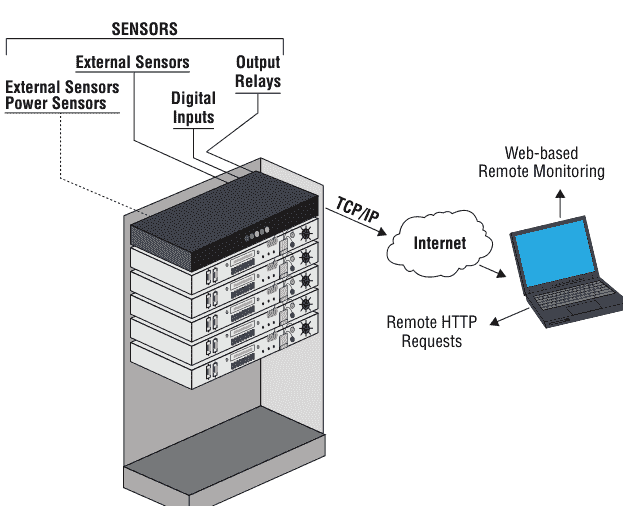 SENSORS
External Sensors
Output
Relays
External Sensors
Power Sensors
Digital
Inputs
Web-based
Remote Monitoring
TCP/IP
Internet
Remote HTTP
Requests